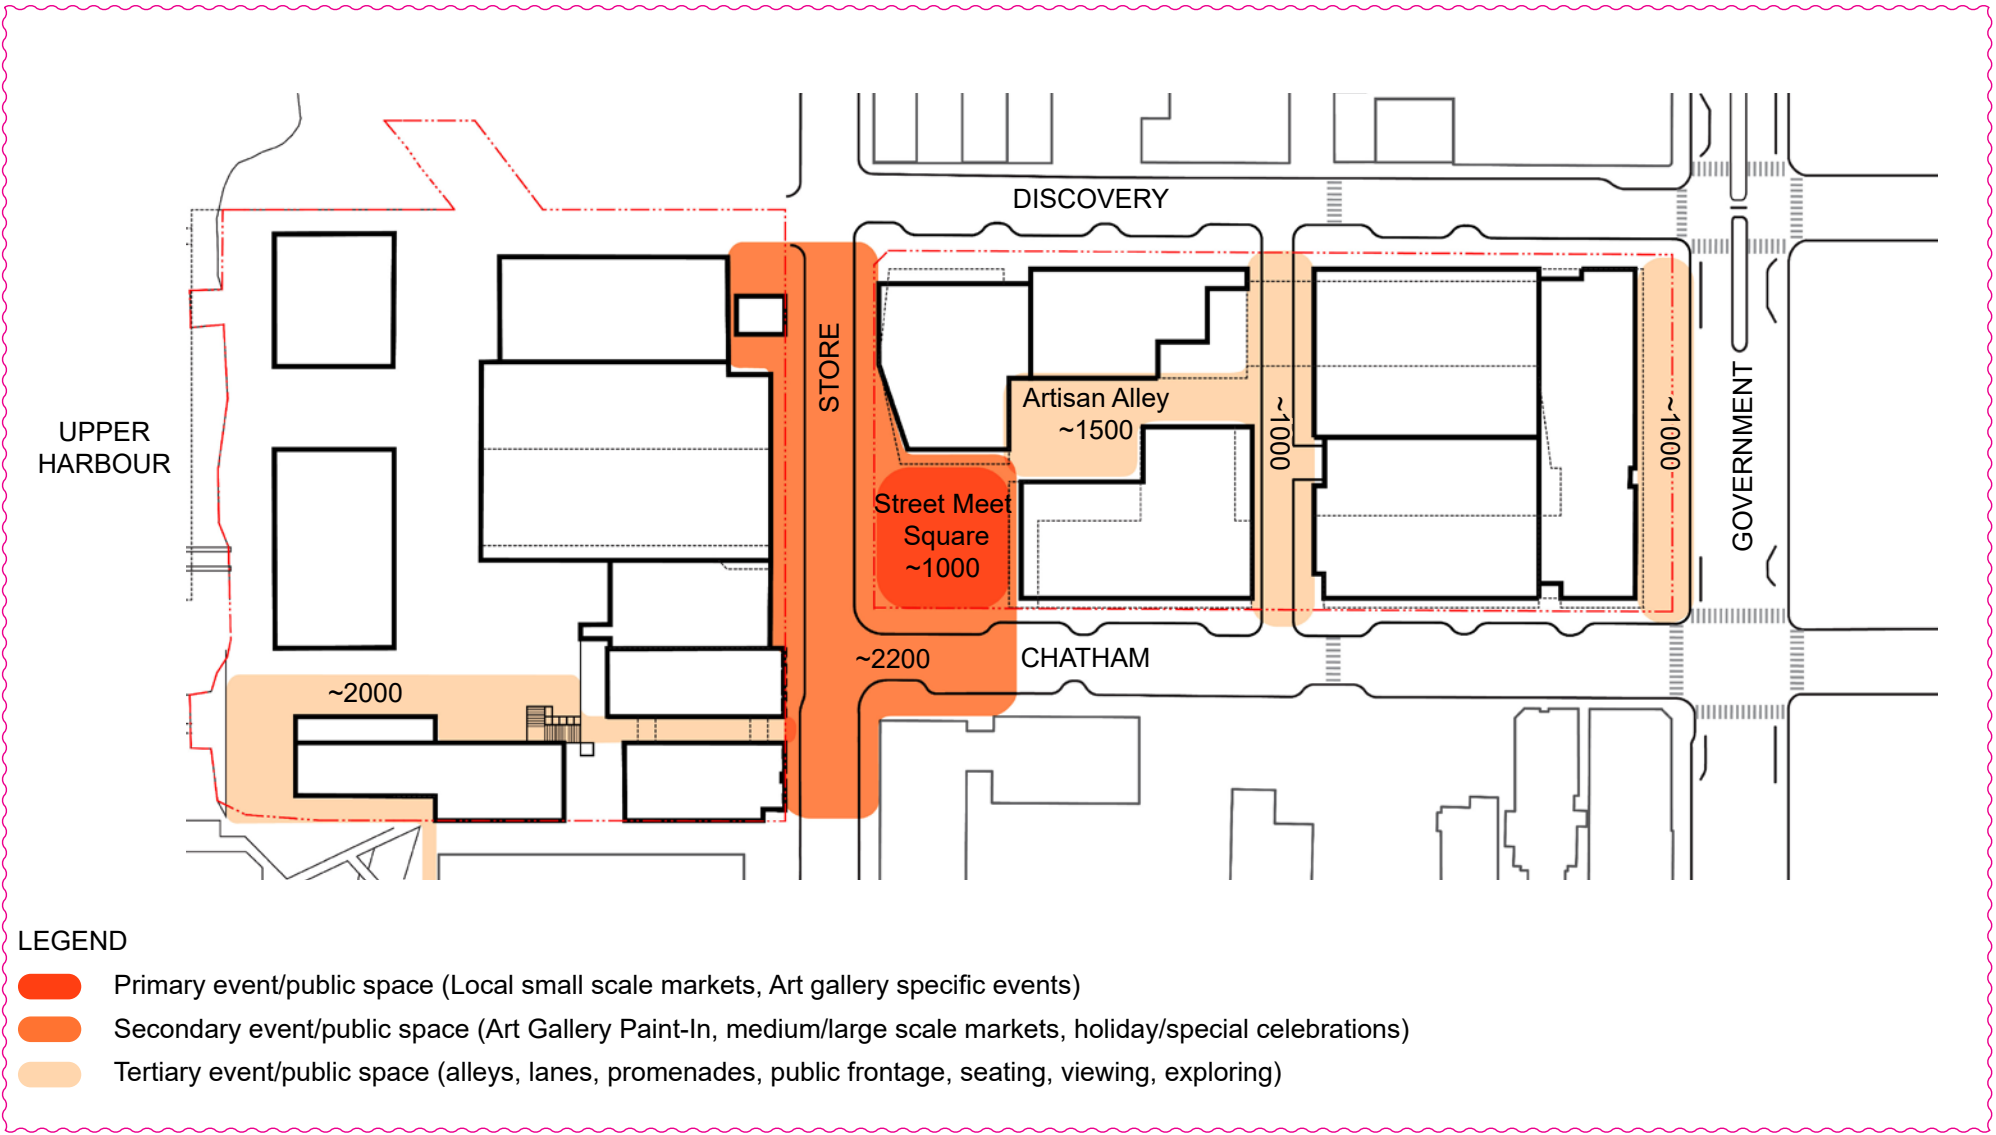 DISCOVERY
STORE
UPPER
HARBOUR
Artisan Alley
~1500
~1000
~1000
GOVERNMENT
Street Meet
Square
~1000
~2200
CHATHAM
~2000
LEGEND
Primary event/public space (Local small scale markets, Art gallery specific events)
Secondary event/public space (Art Gallery Paint-In, medium/large scale markets, holiday/special celebrations)
Tertiary event/public space (alleys, lanes, promenades, public frontage, seating, viewing, exploring)